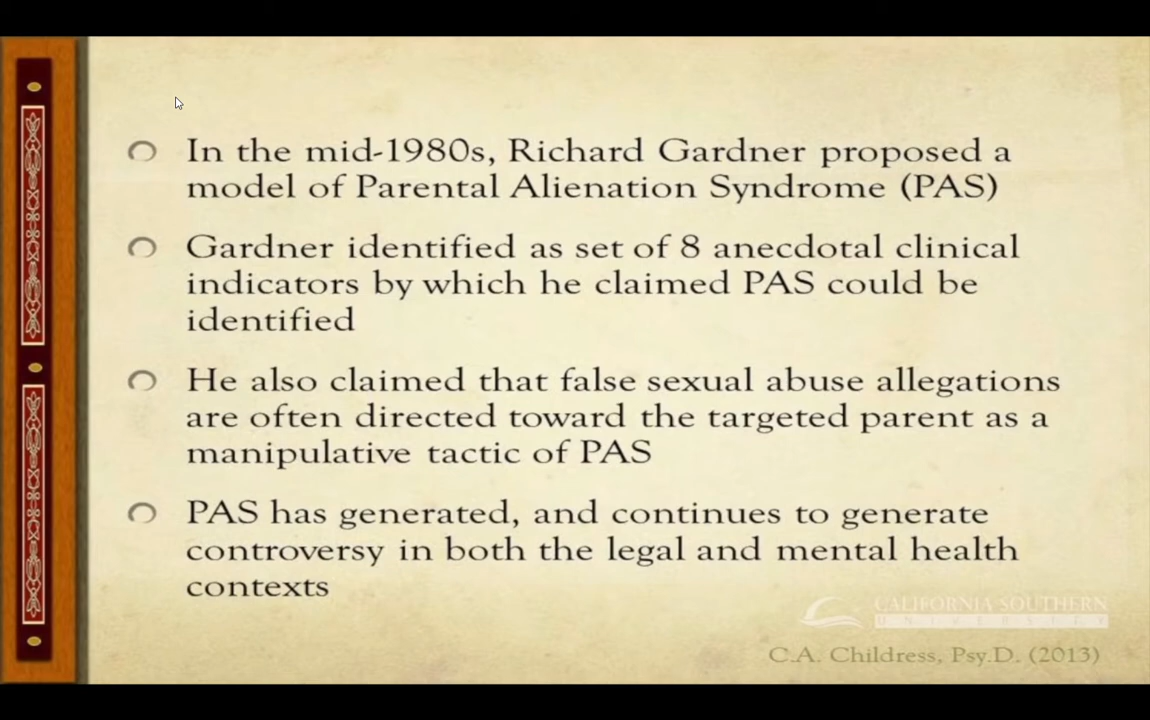 In the mid-1980s, Richard Gardner proposed a
model of Parental Alienation Syndrome (PAS)
Gardner identified as set of 8 anecdotal clinical
indicators by which he claimed PAS could be
identified
He also claimed that false sexual abuse allegations
are often directed toward the targeted parent as a
manipulative tactic of PAS
PAS has generated, and continues to generate
controversy in both the legal and mental health
contexts
CALIFORNIA SOUTHERN
UNIVERSITY
C.A. Childress, Psy.D. (2013)